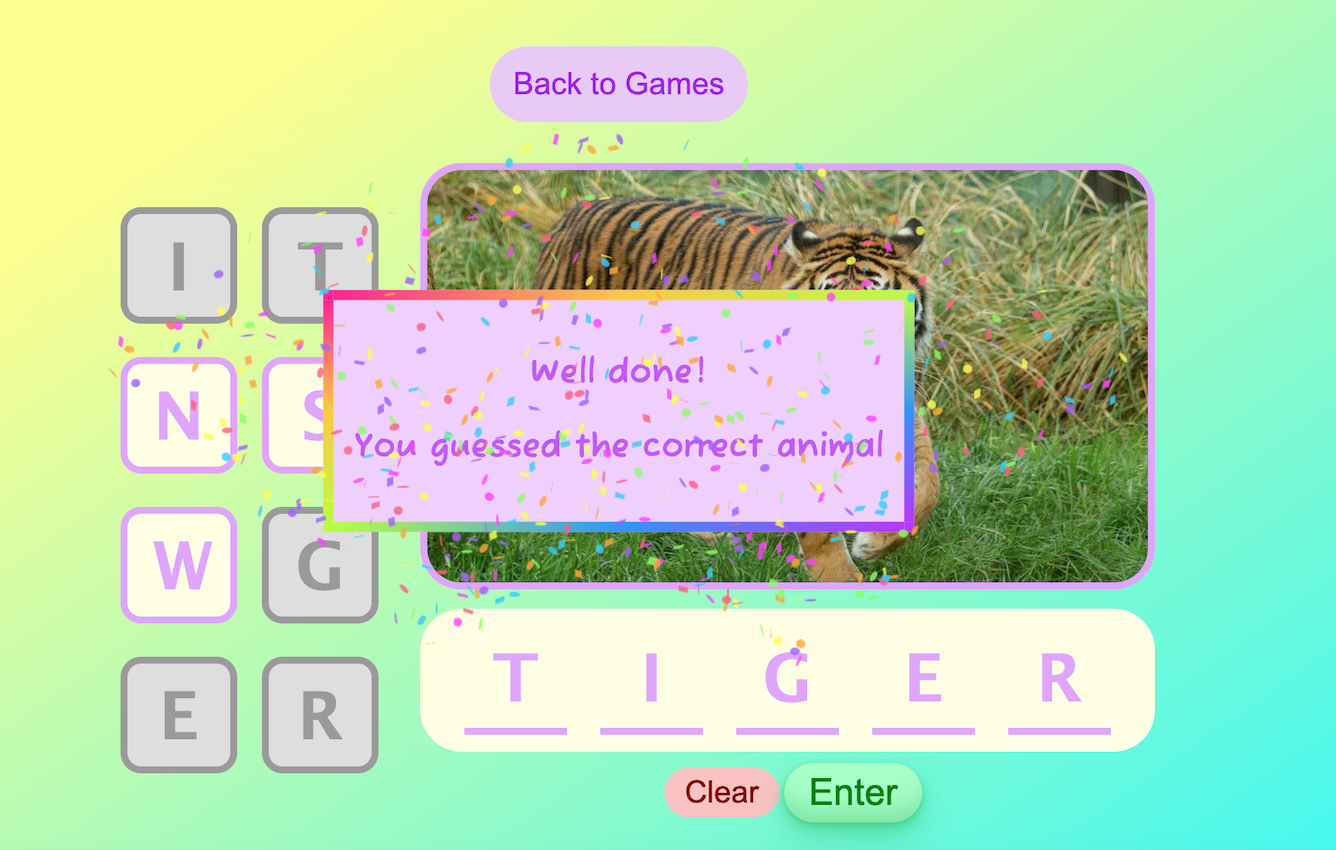 Back to Games
I T
N S
W G
E R
Well done!
You guessed the correct animal
T I G E R
Clear Enter